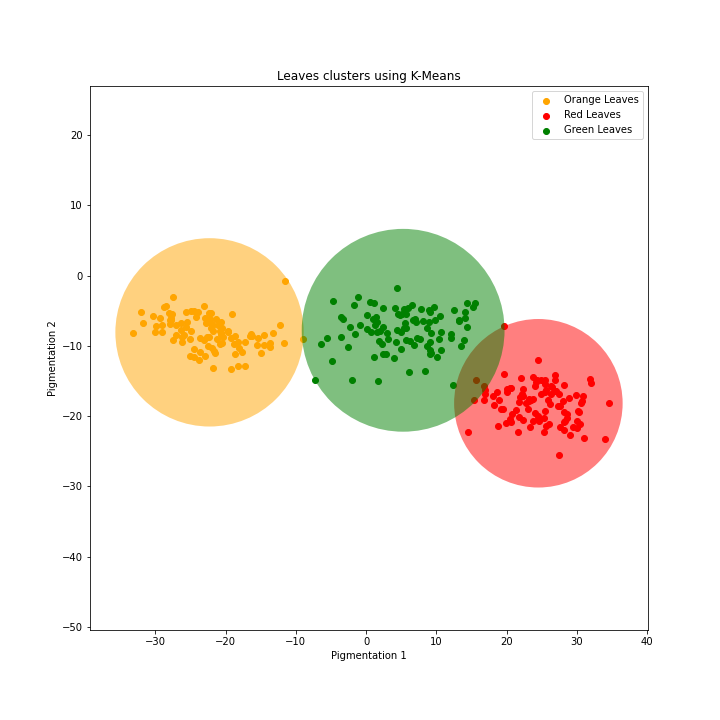 Leaves clusters using K-Means
Orange Leaves
Red Leaves
Green Leaves
20
10
0
−10
−20
−30
−40
−50
Pigmentation 2
−30
−20
−10
0
10
20
30
40
Pigmentation 1